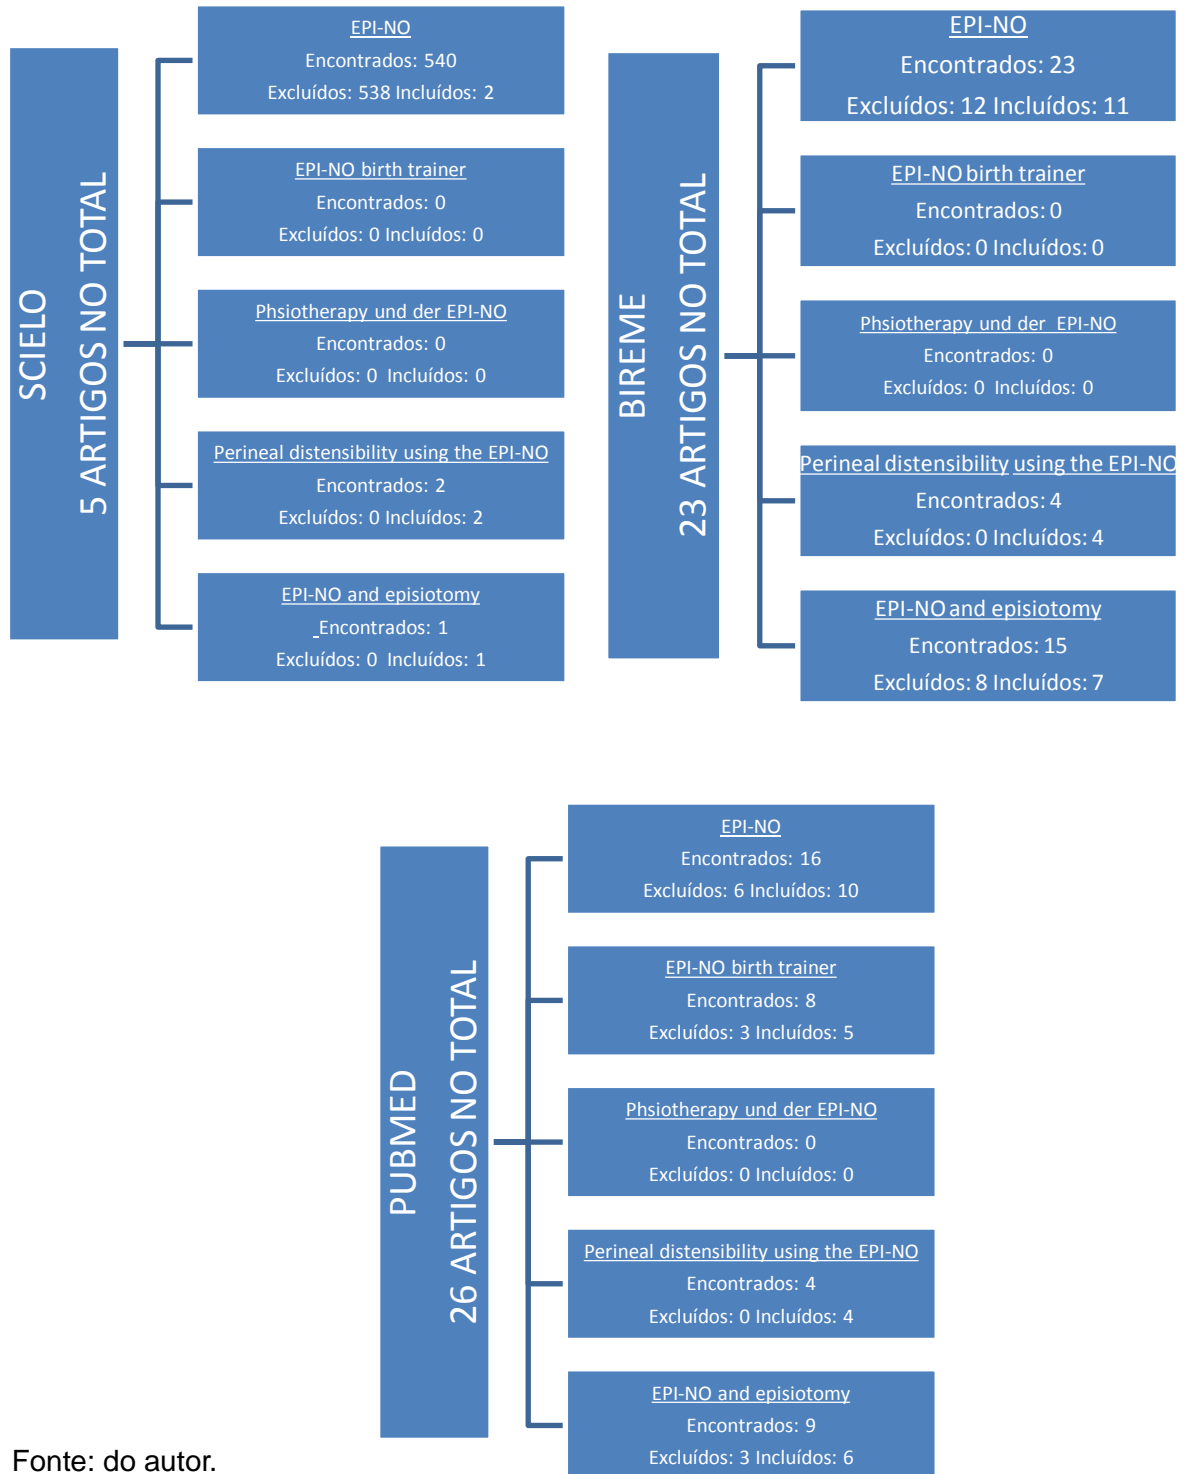 SCIELO
5 ARTIGOS NO TOTAL
EPI-NO
Encontrados: 540
Excluídos: 538 Incluídos: 2
EPI-NO birth trainer
Encontrados: 0
Excluídos: 0 Incluídos: 0
Phsiotherapy und der EPI-NO
Encontrados: 0
Excluídos: 0 Incluídos: 0
Perineal distensibility using the EPI-NO
Encontrados: 2
Excluídos: 0 Incluídos: 2
EPI-NO and episiotomy
Encontrados: 1
Excluídos: 0 Incluídos: 1
BIREME
23 ARTIGOS NO TOTAL
EPI-NO
Encontrados: 23
Excluídos: 12 Incluídos: 11
EPI-NO birth trainer
Encontrados: 0
Excluídos: 0 Incluídos: 0
Phsiotherapy und der EPI-NO
Encontrados: 0
Excluídos: 0 Incluídos: 0
Perineal distensibility using the EPI-NO
Encontrados: 4
Excluídos: 0 Incluídos: 4
EPI-NO and episiotomy
Encontrados: 15
Excluídos: 8 Incluídos: 7
PUBMED
26 ARTIGOS NO TOTAL
EPI-NO
Encontrados: 16
Excluídos: 6 Incluídos: 10
EPI-NO birth trainer
Encontrados: 8
Excluídos: 3 Incluídos: 5
Phsiotherapy und der EPI-NO
Encontrados: 0
Excluídos: 0 Incluídos: 0
Perineal distensibility using the EPI-NO
Encontrados: 4
Excluídos: 0 Incluídos: 4
EPI-NO and episiotomy
Encontrados: 9
Excluídos: 3 Incluídos: 6
Fonte: do autor.